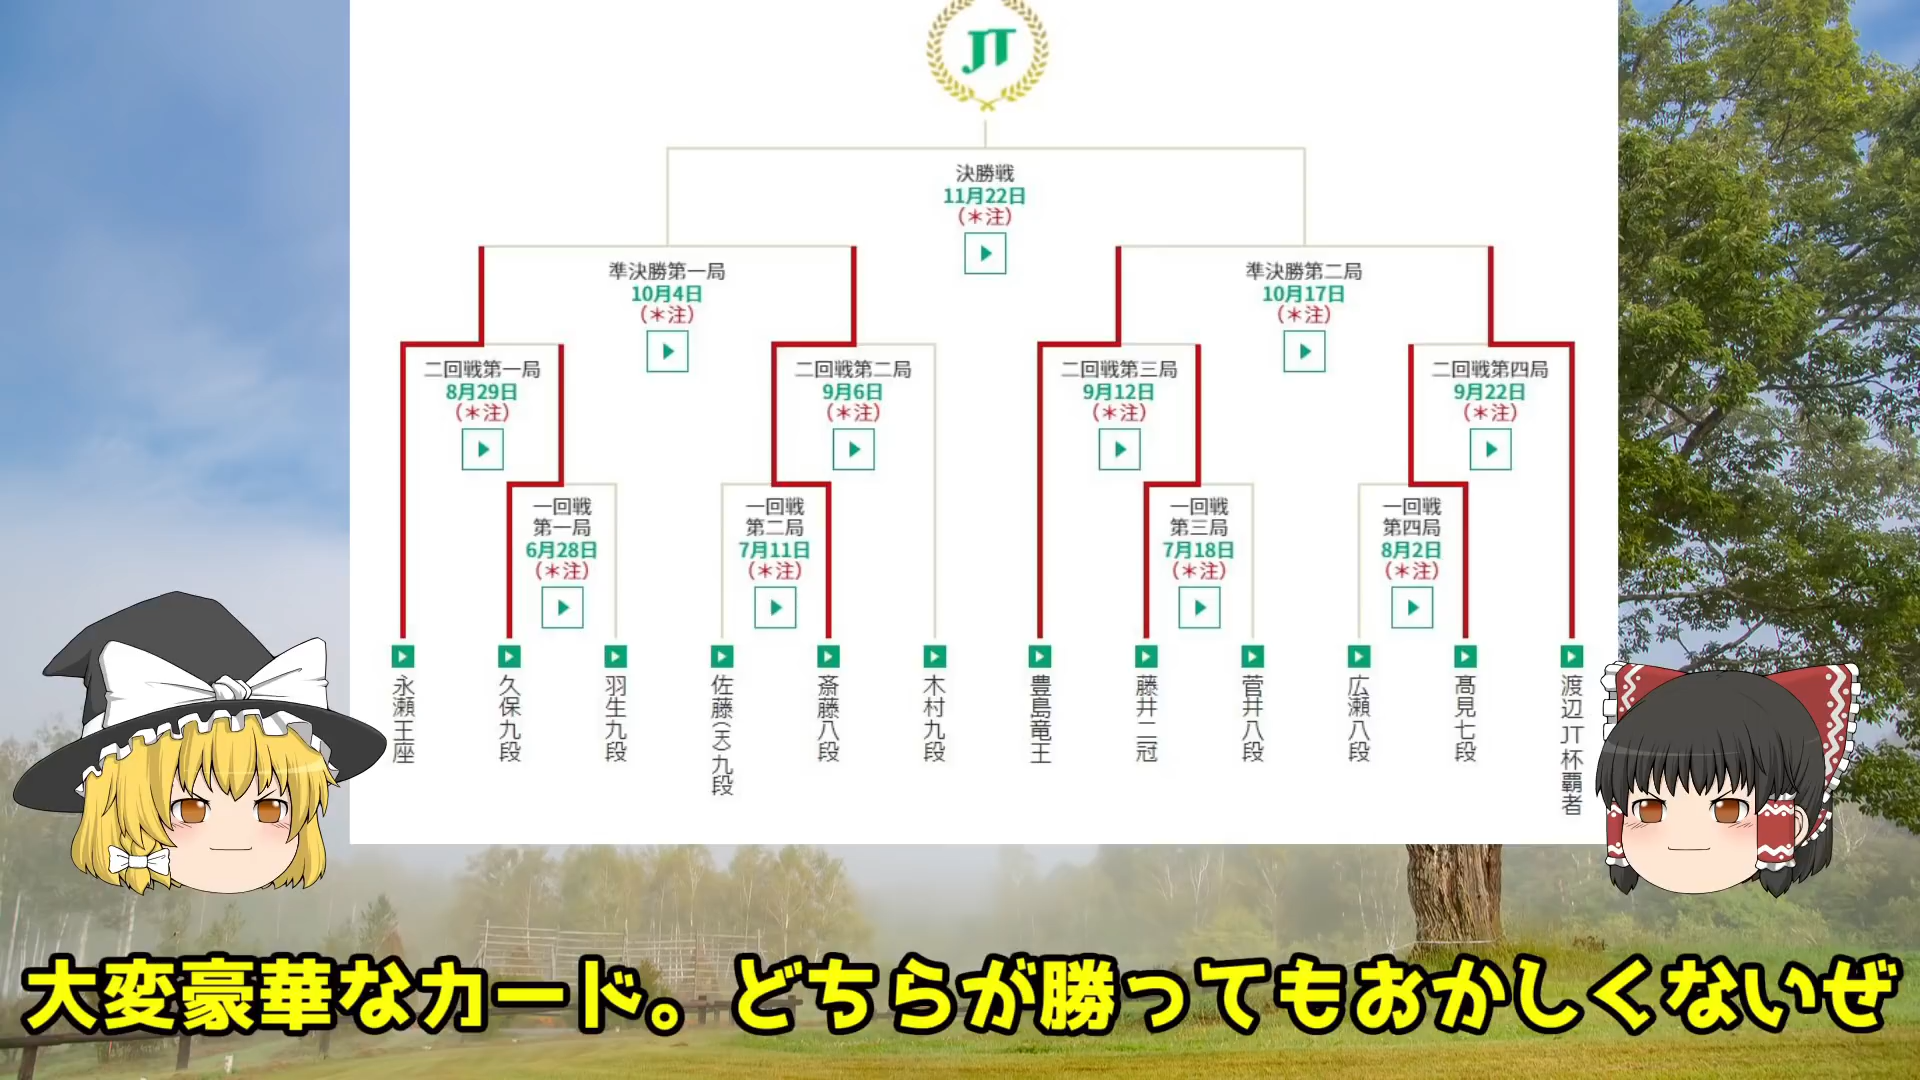 JT
決勝戦
11月22日
(＊注)
準決勝第一局
10月4日
(＊注)
準決勝第二局
10月17日
(＊注)
二回戦第一局
8月29日
(＊注)
二回戦第二局
9月6日
(＊注)
二回戦第三局
9月12日
(＊注)
二回戦第四局
9月22日
(＊注)
一回戦
第一局
6月28日
(＊注)
一回戦
第二局
7月11日
(＊注)
一回戦
第三局
7月18日
(＊注)
一回戦
第四局
8月2日
(＊注)
永瀬王座
久保九段
羽生九段
佐藤(天)九段
斎藤八段
木村九段
豊島竜王
藤井二冠
菅井八段
広瀬八段
髙見七段
渡辺JT杯覇者
大変豪華なカード。どちらが勝ってもおかしくないぜ